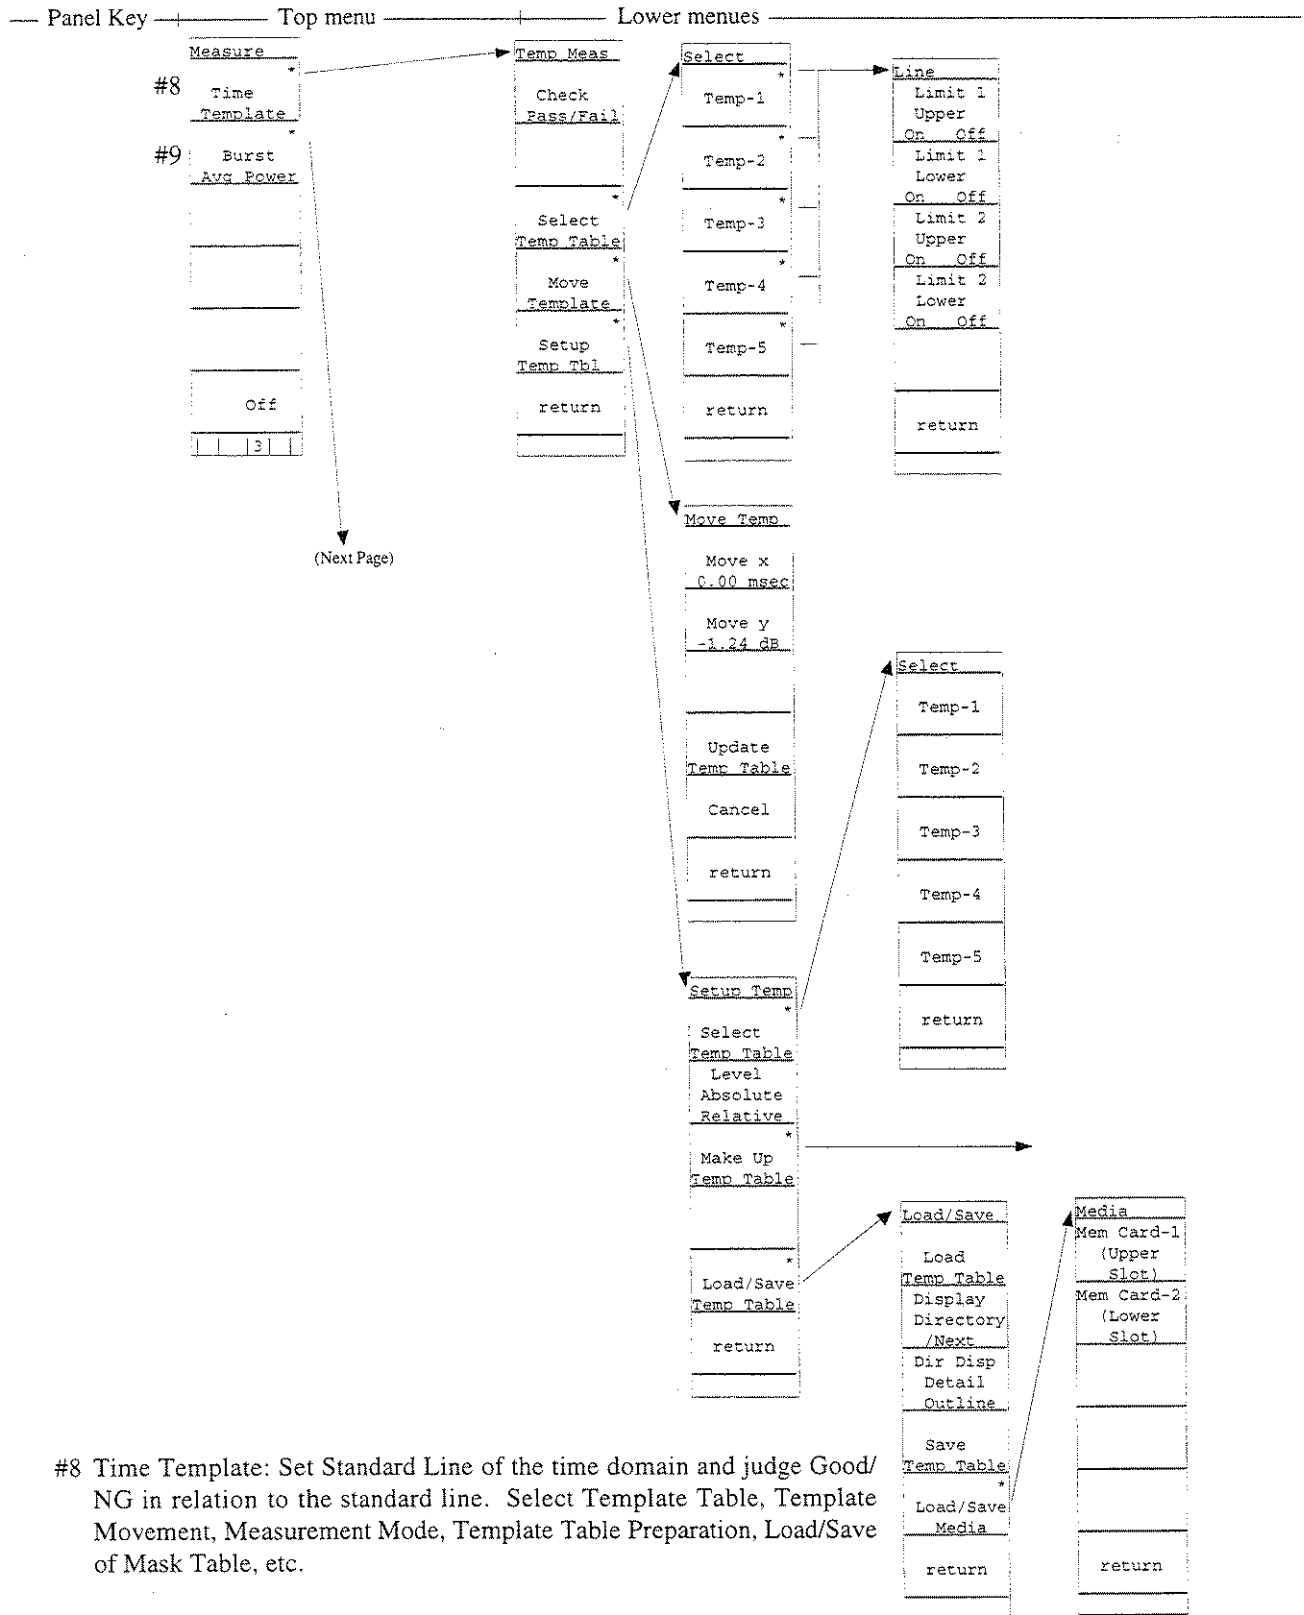 Panel Key
Top menu
Lower menues
Measure
*
#8
Time
Template
*
#9
Burst
Avg Power
Off
3
(Next Page)
Temp Meas
Check
Pass/Fail
*
Select
Temp Table
*
Move
Template
*
Setup
Temp Tbl
return
Select
*
Temp-1
*
Temp-2
*
Temp-3
*
Temp-4
*
Temp-5
return
Line
Limit 1
Upper
On Off
Limit 1
Lower
On Off
Limit 2
Upper
On Off
Limit 2
Lower
On Off
return
Move Temp
Move x
0.00 msec
Move y
-1.24 dB
Update
Temp Table
Cancel
return
Setup Temp
*
Select
Temp Table
Level
Absolute
Relative
*
Make Up
Temp Table
*
Load/Save
Temp Table
return
Select
Temp-1
Temp-2
Temp-3
Temp-4
Temp-5
return
Load/Save
Load
Temp Table
Display
Directory
/Next
Dir Disp
Detail
Outline
Save
Temp Table
*
Load/Save
Media
return
Media
Mem Card-1
(Upper
Slot)
Mem Card-2
(Lower
Slot)
return
#8 Time Template: Set Standard Line of the time domain and judge Good/
NG in relation to the standard line. Select Template Table, Template
Movement, Measurement Mode, Template Table Preparation, Load/Save
of Mask Table, etc.